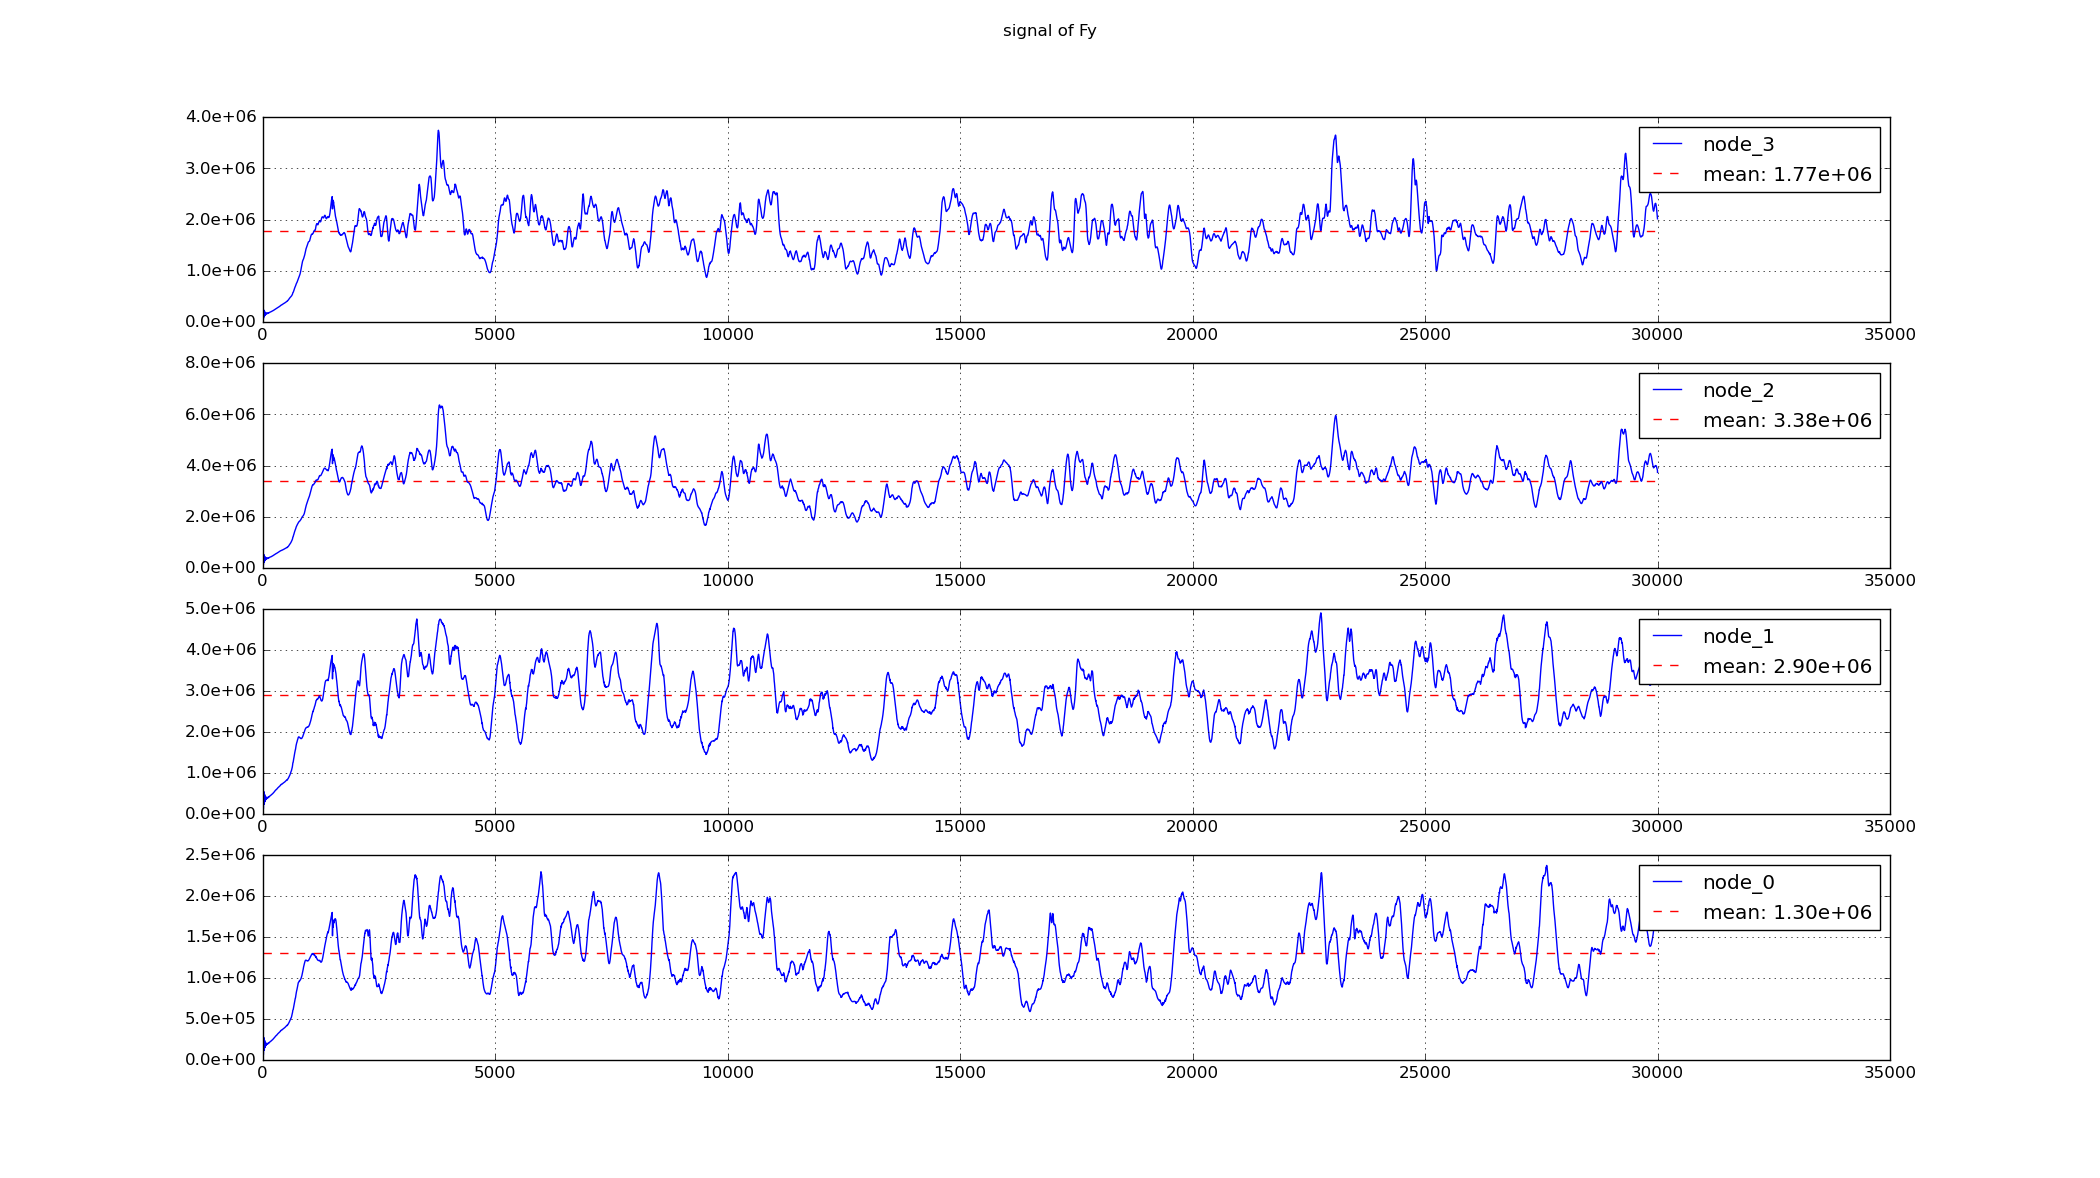 signal of Fy
4.0e+06
3.0e+06
2.0e+06
1.0e+06
0.0e+00
node_3
mean: 1.77e+06
0 5000 10000 15000 20000 25000 30000 35000
8.0e+06
6.0e+06
4.0e+06
2.0e+06
0.0e+00
node_2
mean: 3.38e+06
0 5000 10000 15000 20000 25000 30000 35000
5.0e+06
4.0e+06
3.0e+06
2.0e+06
1.0e+06
0.0e+00
node_1
mean: 2.90e+06
0 5000 10000 15000 20000 25000 30000 35000
2.5e+06
2.0e+06
1.5e+06
1.0e+06
5.0e+05
0.0e+00
node_0
mean: 1.30e+06
0 5000 10000 15000 20000 25000 30000 35000